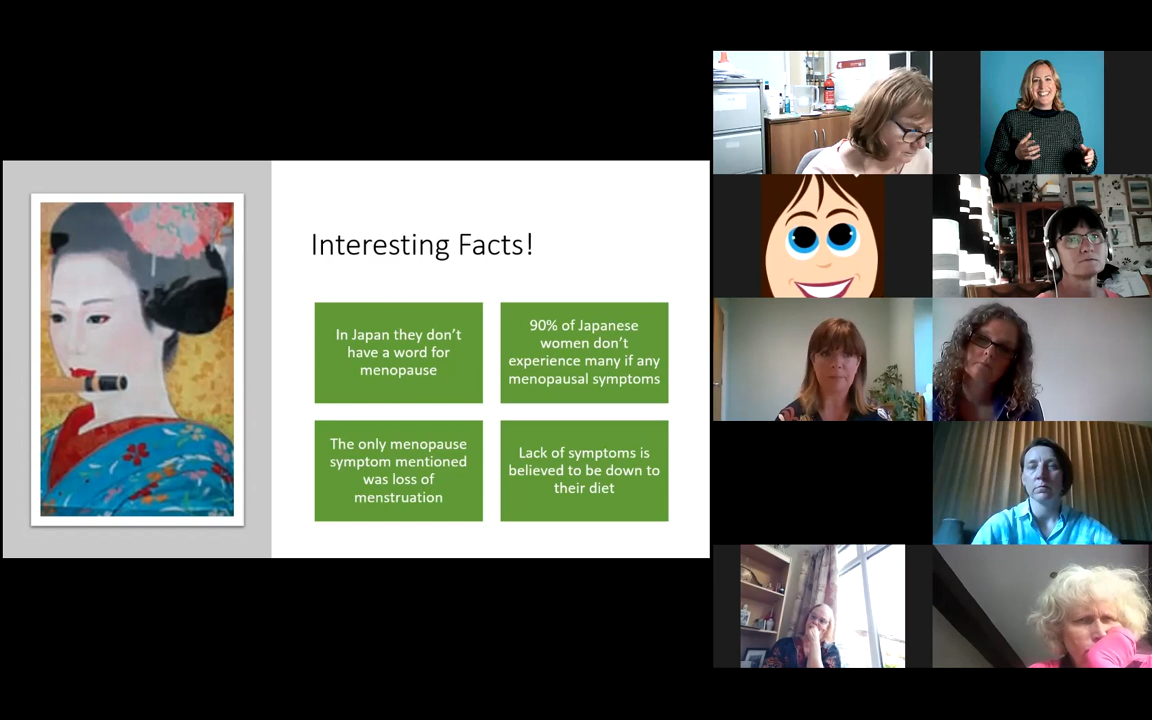 Interesting Facts!
In Japan they don't
have a word for
menopause
90% of Japanese
women don't
experience many if any
menopausal symptoms
The only menopause
symptom mentioned
was loss of
menstruation
Lack of symptoms is
believed to be down to
their diet